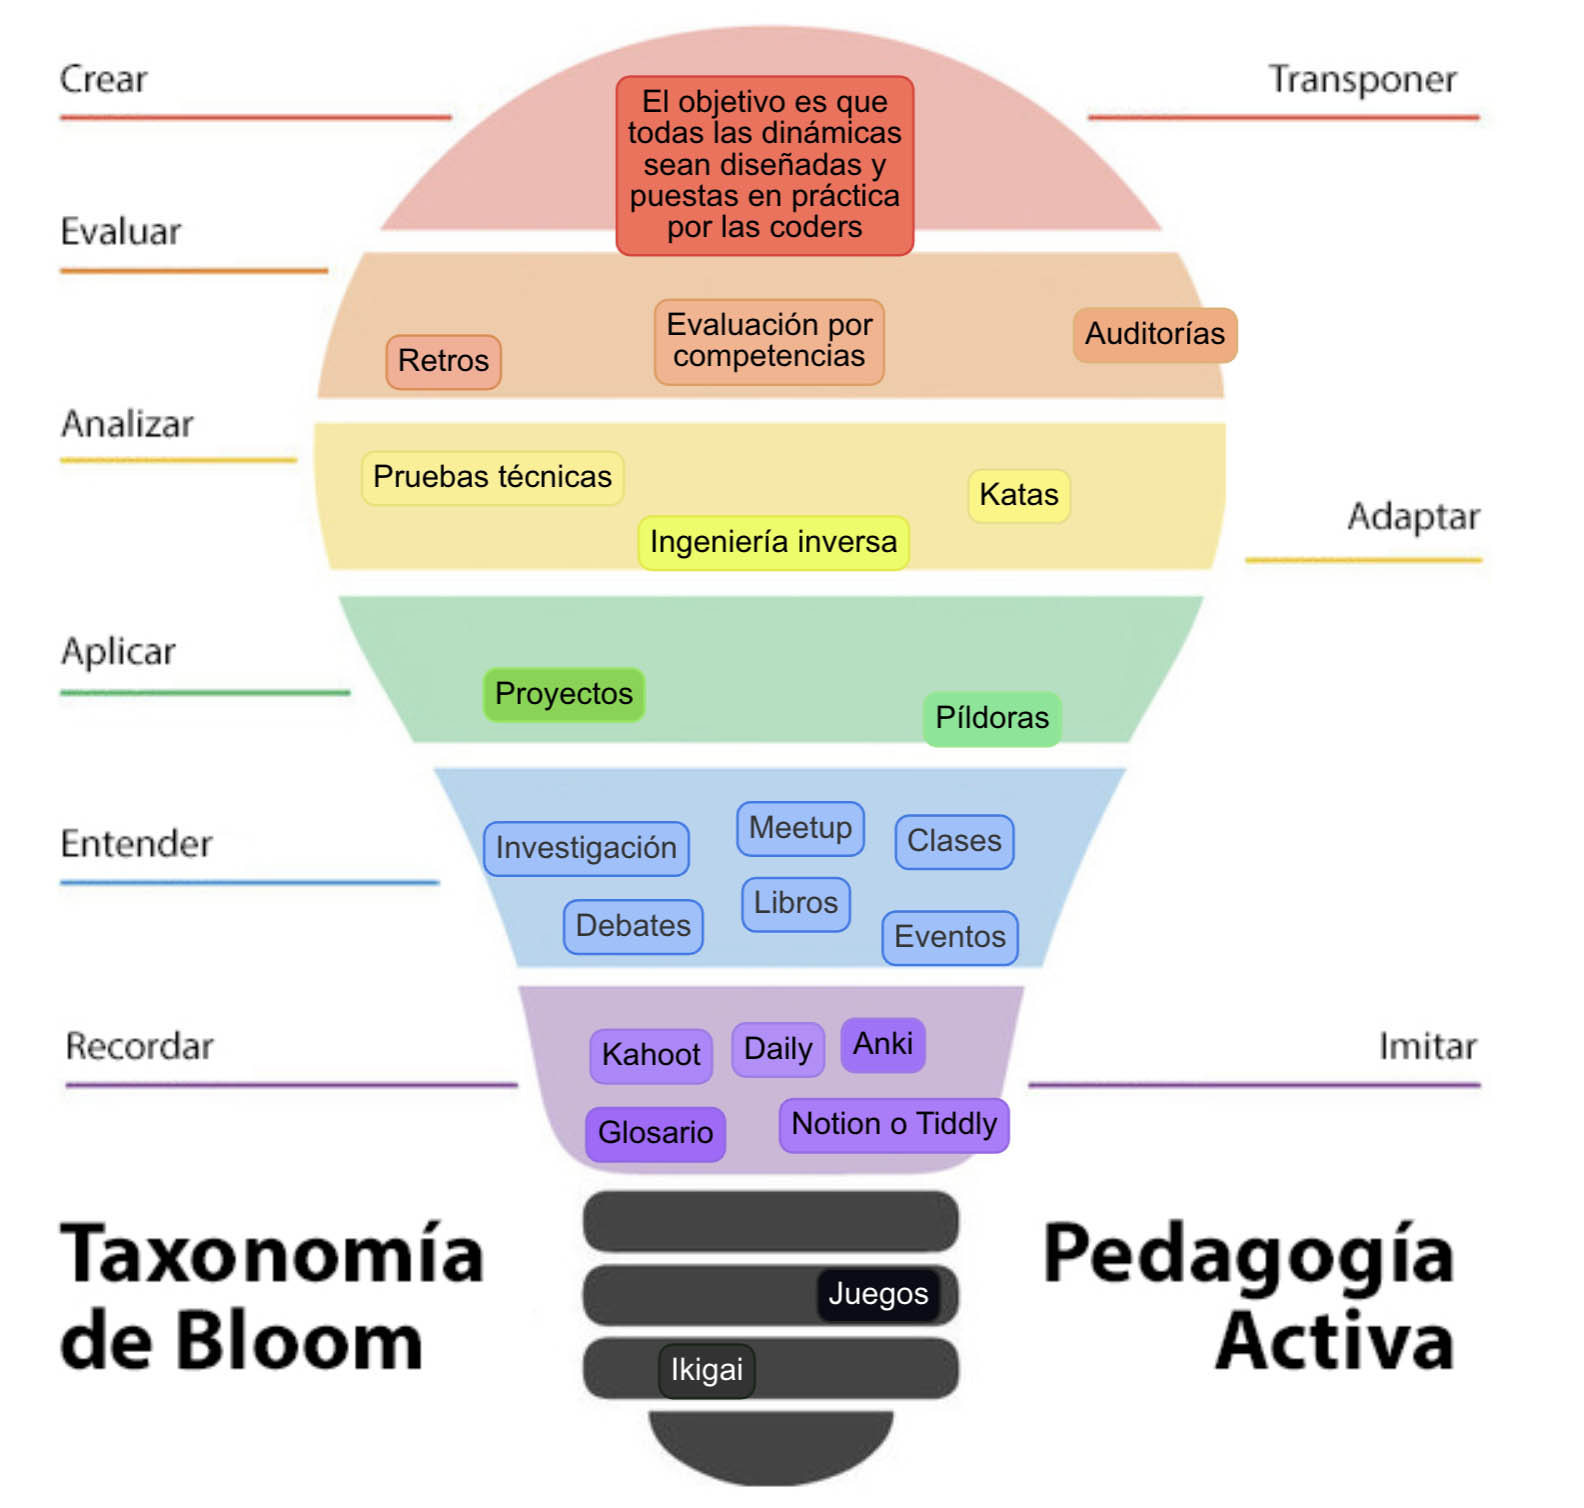 Crear
Transponer
El objetivo es que
todas las dinámicas
sean diseñadas y
puestas en práctica
por las coders
Evaluar
Retros
Evaluación por
competencias
Auditorías
Analizar
Pruebas técnicas
Katas
Ingeniería inversa
Adaptar
Aplicar
Proyectos
Píldoras
Entender
Investigación
Meetup
Clases
Debates
Libros
Eventos
Recordar
Kahoot
Daily
Anki
Imitar
Glosario
Notion o Tiddly
Taxonomía
de Bloom
Pedagogía
Activa
Juegos
Ikigai